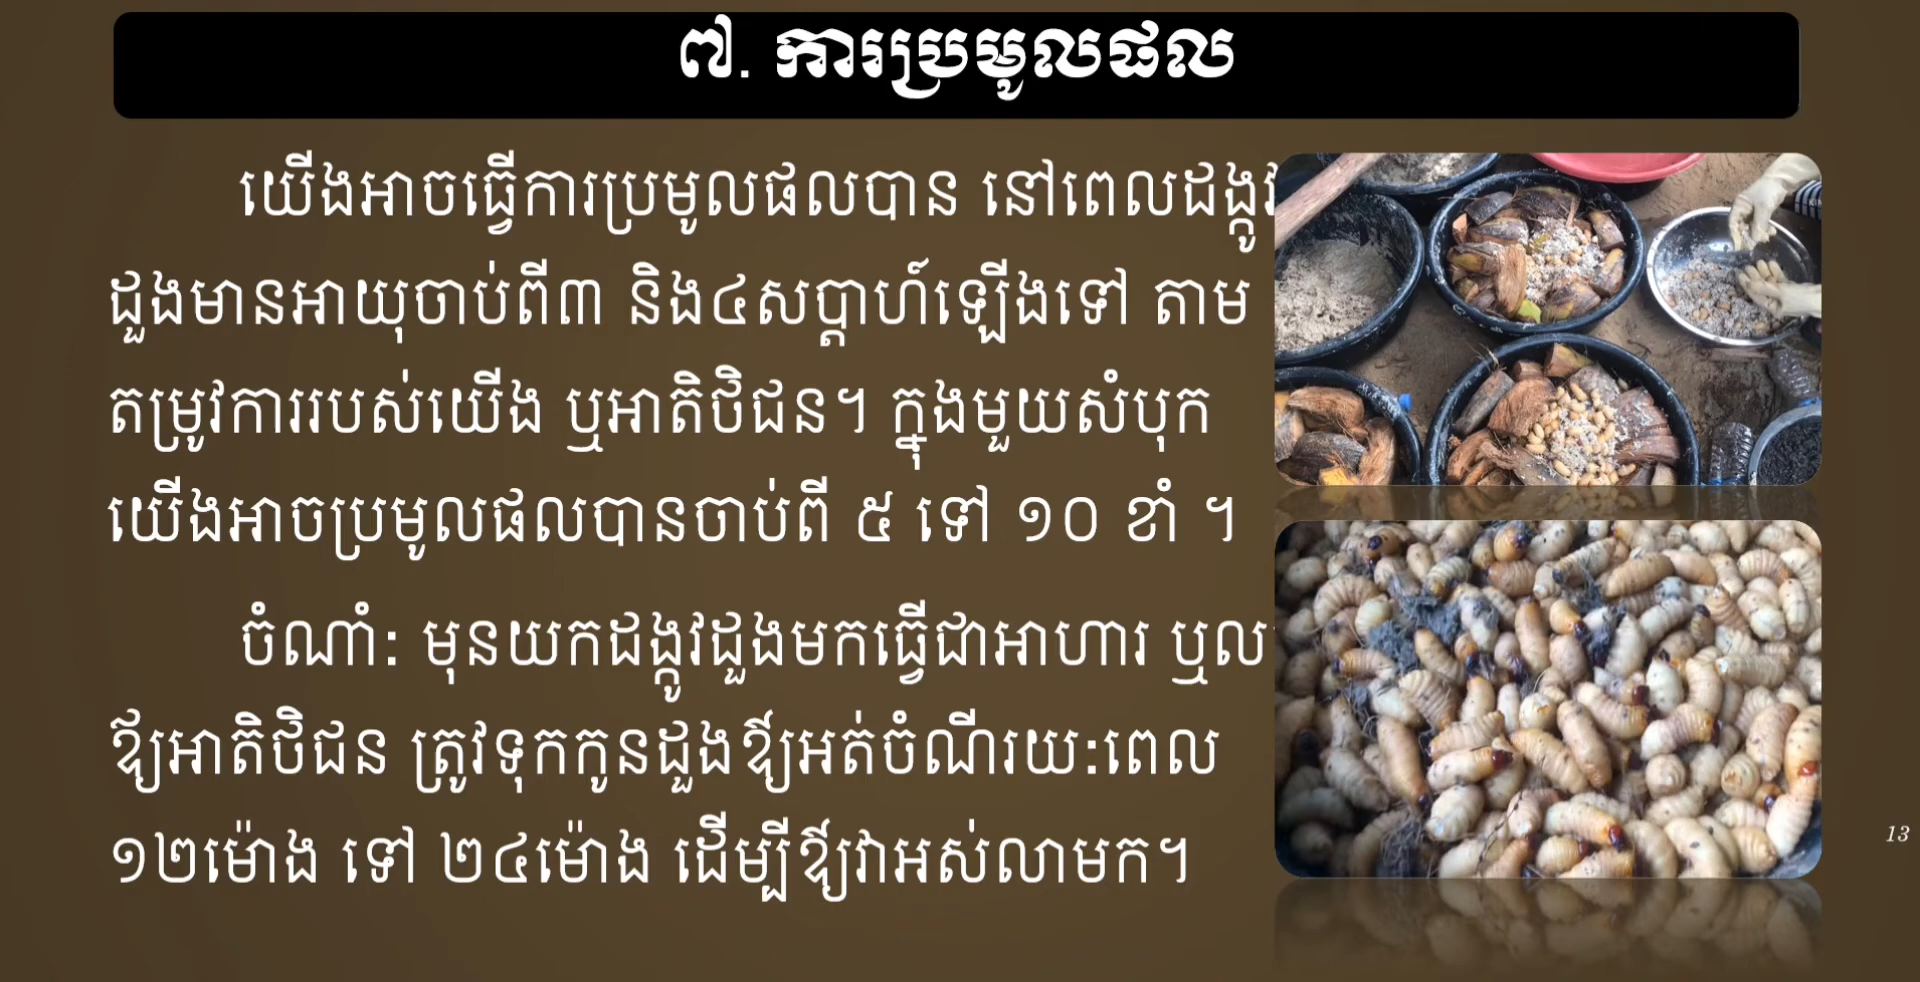 ៧. ការប្រមូលផល
យើងអាចធ្វើការប្រមូលផលបាន នៅពេលដង្កូវ
ដួងមានអាយុចាប់ពី៣ និង៤សប្ដាហ៍ឡើងទៅ តាម
តម្រូវការរបស់យើង ឬអាតិថិជន។ ក្នុងមួយសំបុក
យើងអាចប្រមូលផលបានចាប់ពី ៥ ទៅ ១០ ខាំ ។
ចំណាំ: មុនយកដង្កូវដួងមកធ្វើជាអាហារ ឬល
ឱ្យអាតិថិជន ត្រូវទុកកូនដួងឱ្យអត់ចំណីរយ:ពេល
១២ម៉ោង ទៅ ២៤ម៉ោង ដើម្បីឱ្យវាអស់លាមក។
13